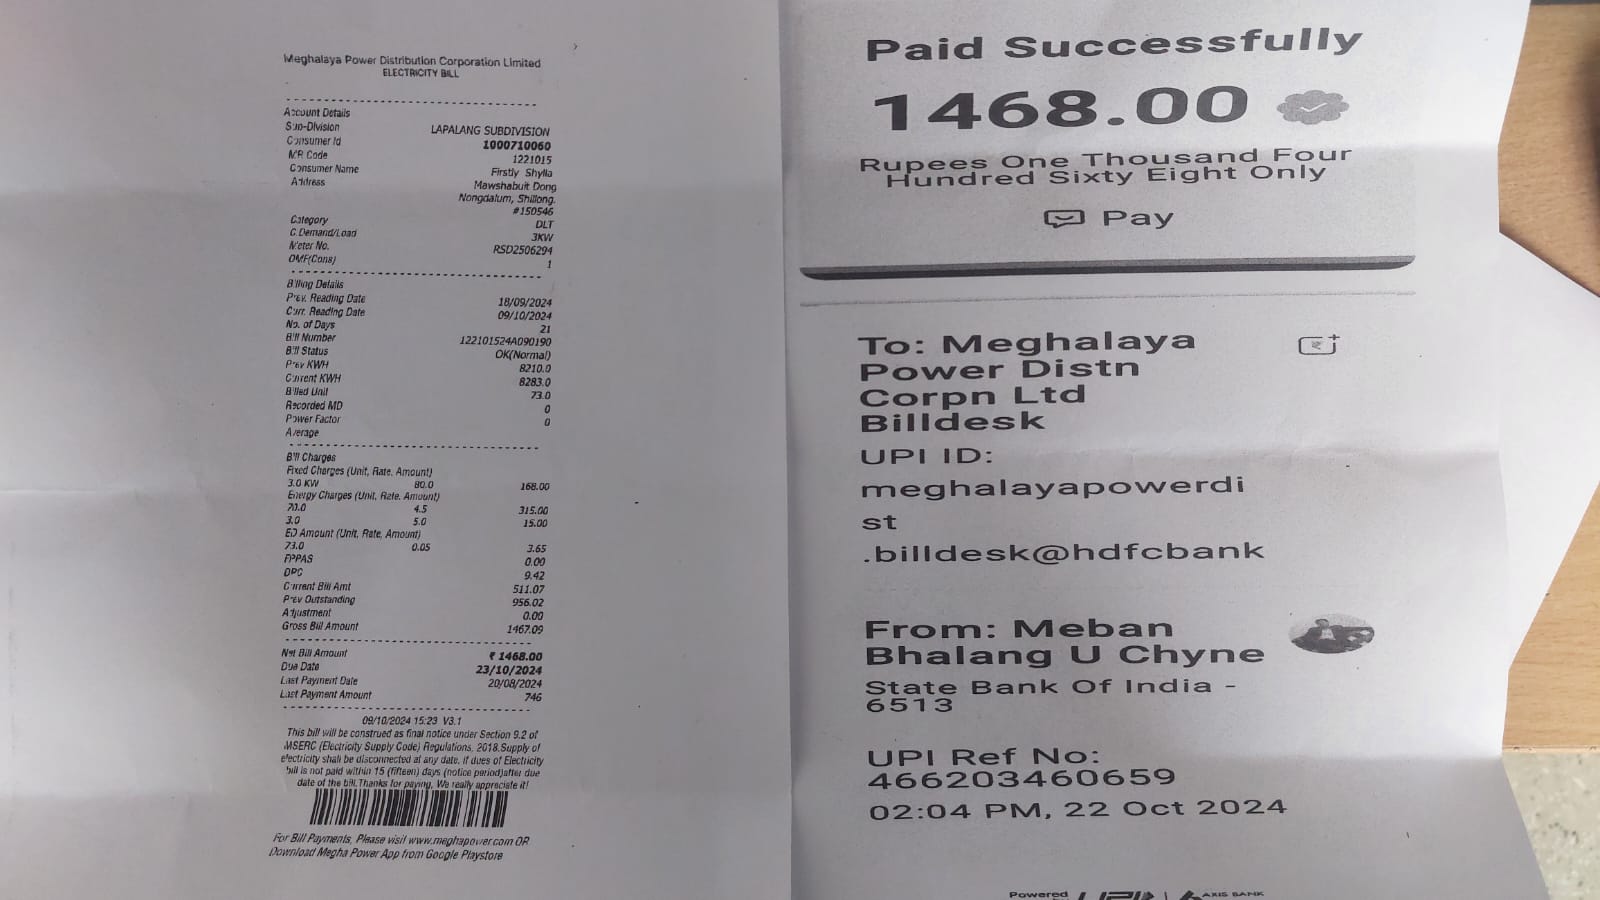 Meghalaya Power Distribution Corporation Limited
ELECTRICITY BILL
Account Details
Sub-Division LAPALANG SUBDIVISION
Consumer Id 1000710060
MR Code 1221015
Consumer Name Firstly Shylla
Address Mawshabuit Dong
Nongdalum, Shillong.
#150546
Category DLT
C.Demand/Load 3KW
Meter No. RSD2506294
OMF(Cons) 1
Billing Details
Prev. Reading Date 18/09/2024
Curr. Reading Date 09/10/2024
No. of Days 21
Bill Number 122101524A090190
Bill Status OK(Normal)
Prev KWH 8210.0
Current KWH 8283.0
Billed Unit 73.0
Recorded MD 0
Power Factor 0
Average
Bill Charges
Fixed Charges (Unit, Rate, Amount)
3.0 KW 80.0 168.00
Energy Charges (Unit, Rate, Amount)
70.0 4.5 315.00
3.0 5.0 15.00
ED Amount (Unit, Rate, Amount)
73.0 0.05 3.65
FPPAS 0.00
DPC 9.42
Current Bill Amt 511.07
Prev Outstanding 956.02
Adjustment 0.00
Gross Bill Amount 1467.09
Net Bill Amount ₹ 1468.00
Due Date 23/10/2024
Last Payment Date 20/08/2024
Last Payment Amount 746
09/10/2024 15:23 V3.1
This bill will be construed as final notice under Section 9.2 of
MSERC (Electricity Supply Code) Regulations, 2018.Supply of
electricity shall be disconnected at any date, if dues of Electricity
bill is not paid within 15 (fifteen) days (notice period)after due
date of the bill.Thanks for paying, We really appreciate it!
For Bill Payments, Please visit www.meghapower.com OR
Download Megha Power App from Google Playstore
Paid Successfully
1468.00
Rupees One Thousand Four
Hundred Sixty Eight Only
Pay
To: Meghalaya
Power Distn
Corpn Ltd
Billdesk
UPI ID:
meghalayapowerdi
st
.billdesk@hdfcbank
From: Meban
Bhalang U Chyne
State Bank Of India -
6513
UPI Ref No:
466203460659
02:04 PM, 22 Oct 2024
Powered UPI AXIS BANK